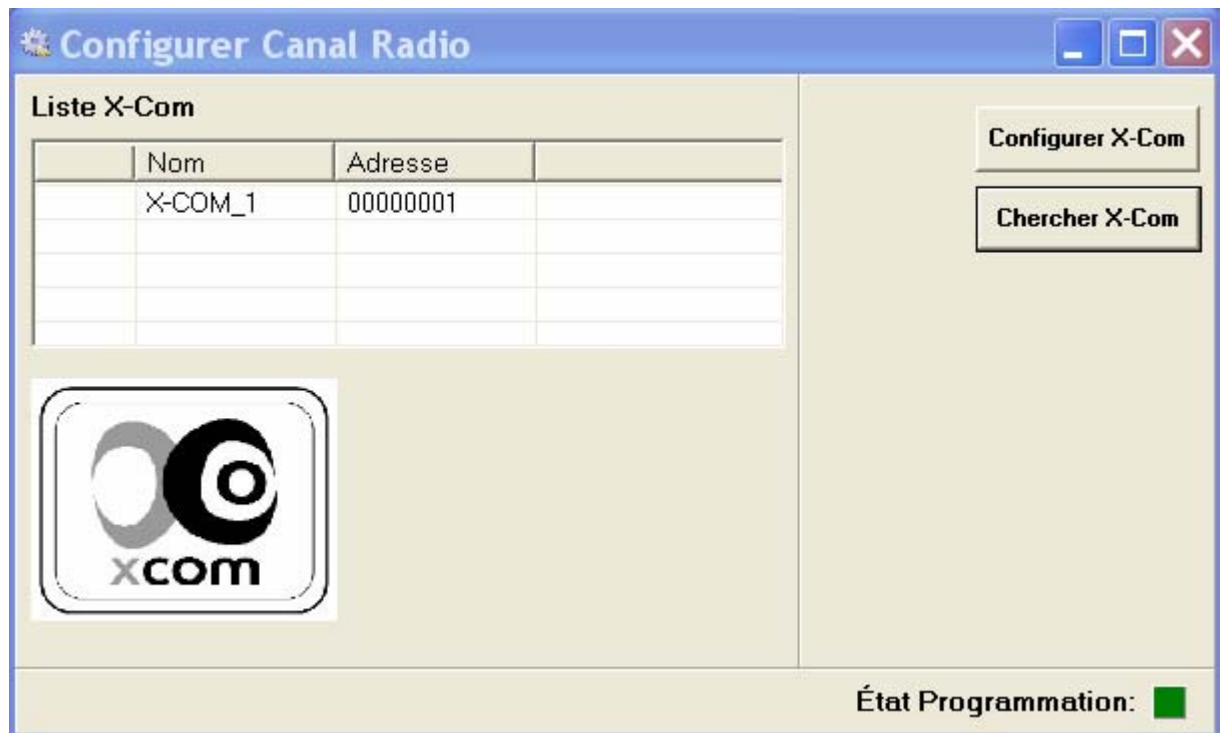 Configurer Canal Radio
Liste X-Com
Nom Adresse
X-COM_1 00000001
xcom
Configurer X-Com
Chercher X-Com
État Programmation: